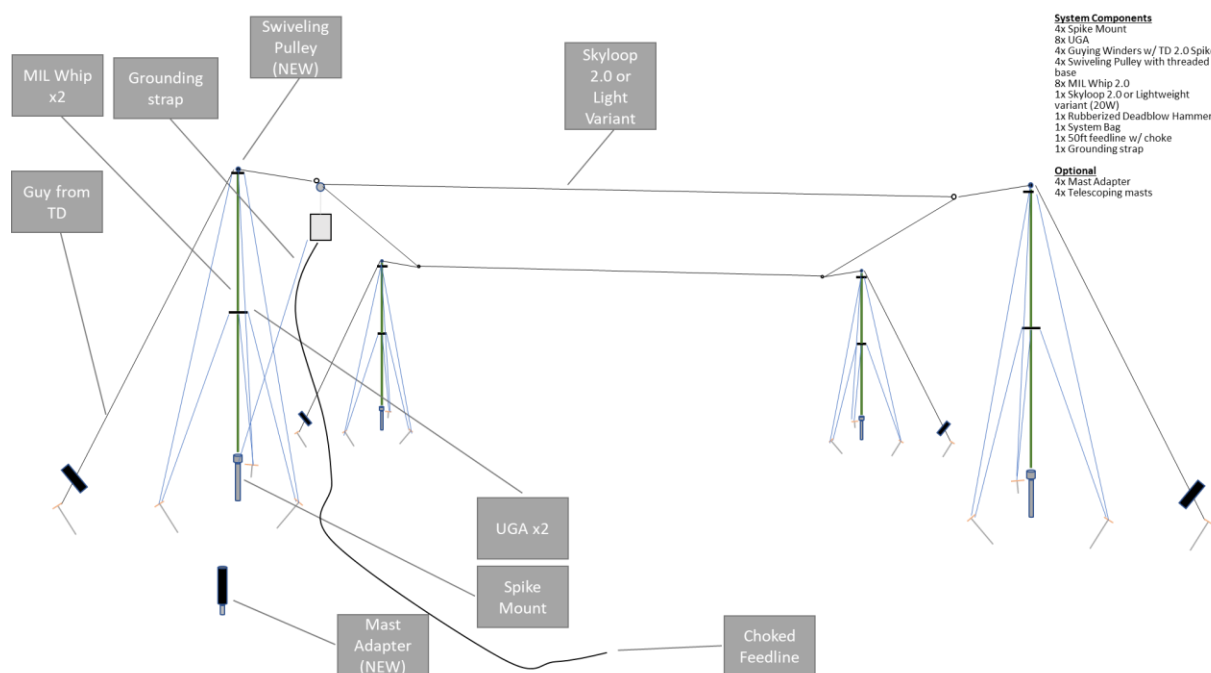 Swiveling
Pulley
(NEW)
MIL Whip
x2
Grounding
strap
Skyloop
2.0 or
Light
Variant
Guy from
TD
UGA x2
Spike
Mount
Mast
Adapter
(NEW)
Choked
Feedline
System Components
4x Spike Mount
8x UGA
4x Guying Winders w/ TD 2.0 Spik
4x Swiveling Pulley with threaded
base
8x MIL Whip 2.0
1x Skyloop 2.0 or Lightweight
variant (20W)
1x Rubberized Deadblow Hammer
1x System Bag
1x 50ft feedline w/ choke
1x Grounding strap
Optional
4x Mast Adapter
4x Telescoping masts